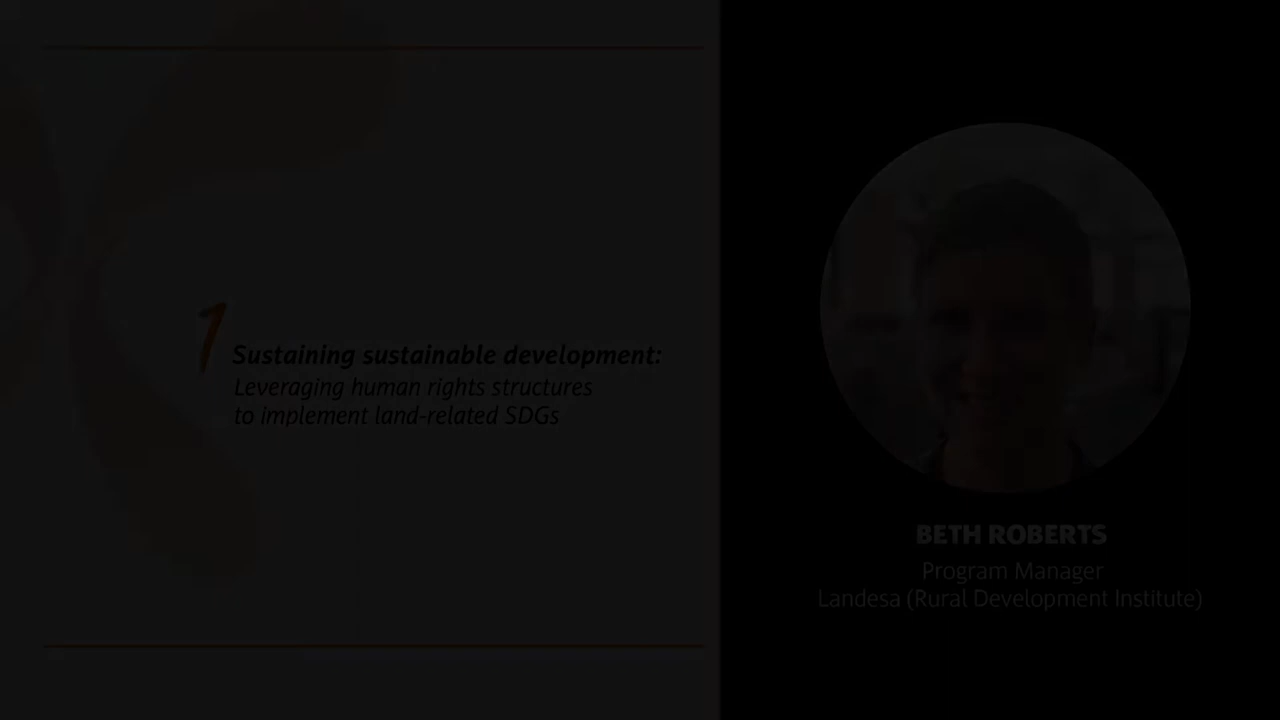 1
Sustaining sustainable development:
Leveraging human rights structures
to implement land-related SDGs
BETH ROBERTS
Program Manager
Landesa (Rural Development Institute)